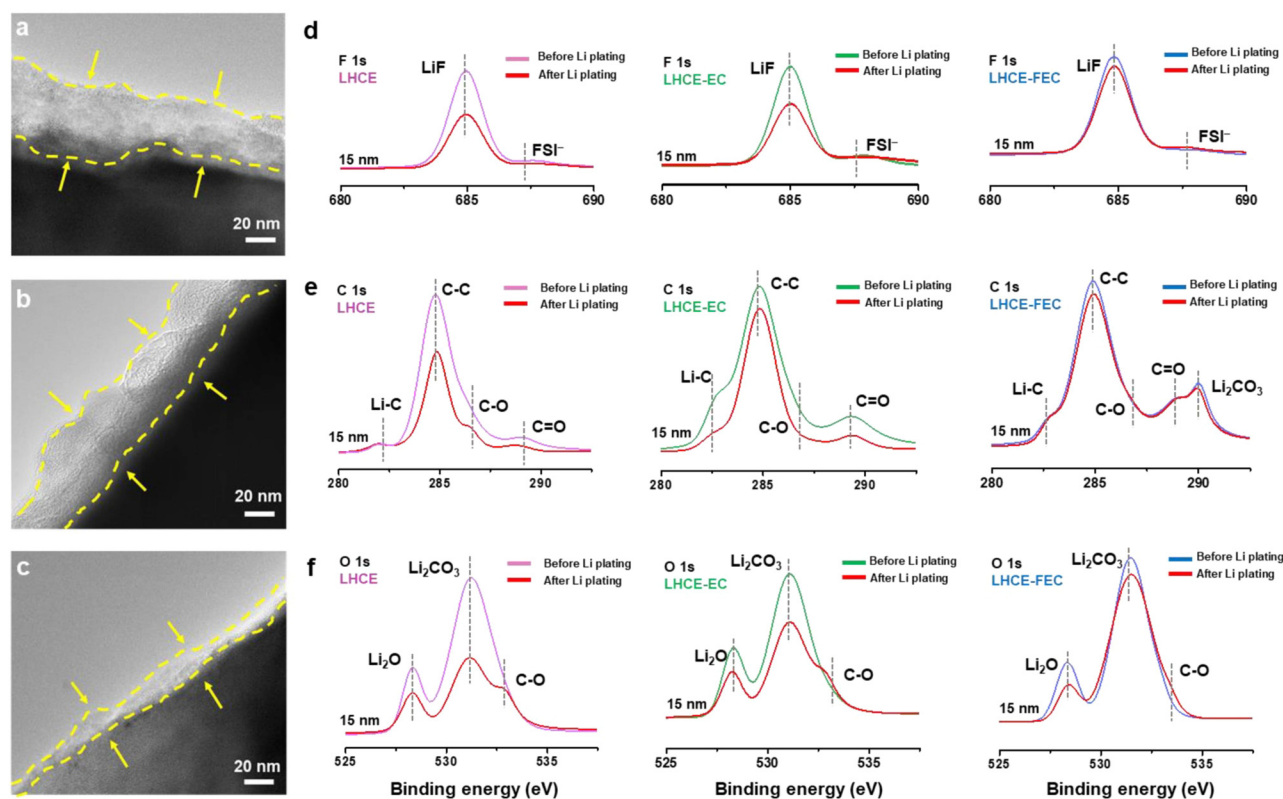 a
20 nm
b
20 nm
c
20 nm
d
F 1s
LHCE
LiF
Before Li plating
After Li plating
FSI⁻
15 nm
680 685 690
F 1s
LHCE-EC
LiF
Before Li plating
After Li plating
FSI⁻
15 nm
680 685 690
F 1s
LHCE-FEC
LiF
Before Li plating
After Li plating
FSI⁻
15 nm
680 685 690
e
C 1s
LHCE
C-C
Before Li plating
After Li plating
Li-C
C-O
C=O
15 nm
280 285 290
C 1s
LHCE-EC
C-C
Before Li plating
After Li plating
Li-C
C-O
C=O
15 nm
280 285 290
C 1s
LHCE-FEC
C-C
Before Li plating
After Li plating
Li-C
C-O
C=O
Li₂CO₃
15 nm
280 285 290
f
O 1s
LHCE
Li₂CO₃
Before Li plating
After Li plating
Li₂O
C-O
15 nm
525 530 535
Binding energy (eV)
O 1s
LHCE-EC
Li₂CO₃
Before Li plating
After Li plating
Li₂O
C-O
15 nm
525 530 535
Binding energy (eV)
O 1s
LHCE-FEC
Li₂CO₃
Before Li plating
After Li plating
Li₂O
C-O
15 nm
525 530 535
Binding energy (eV)